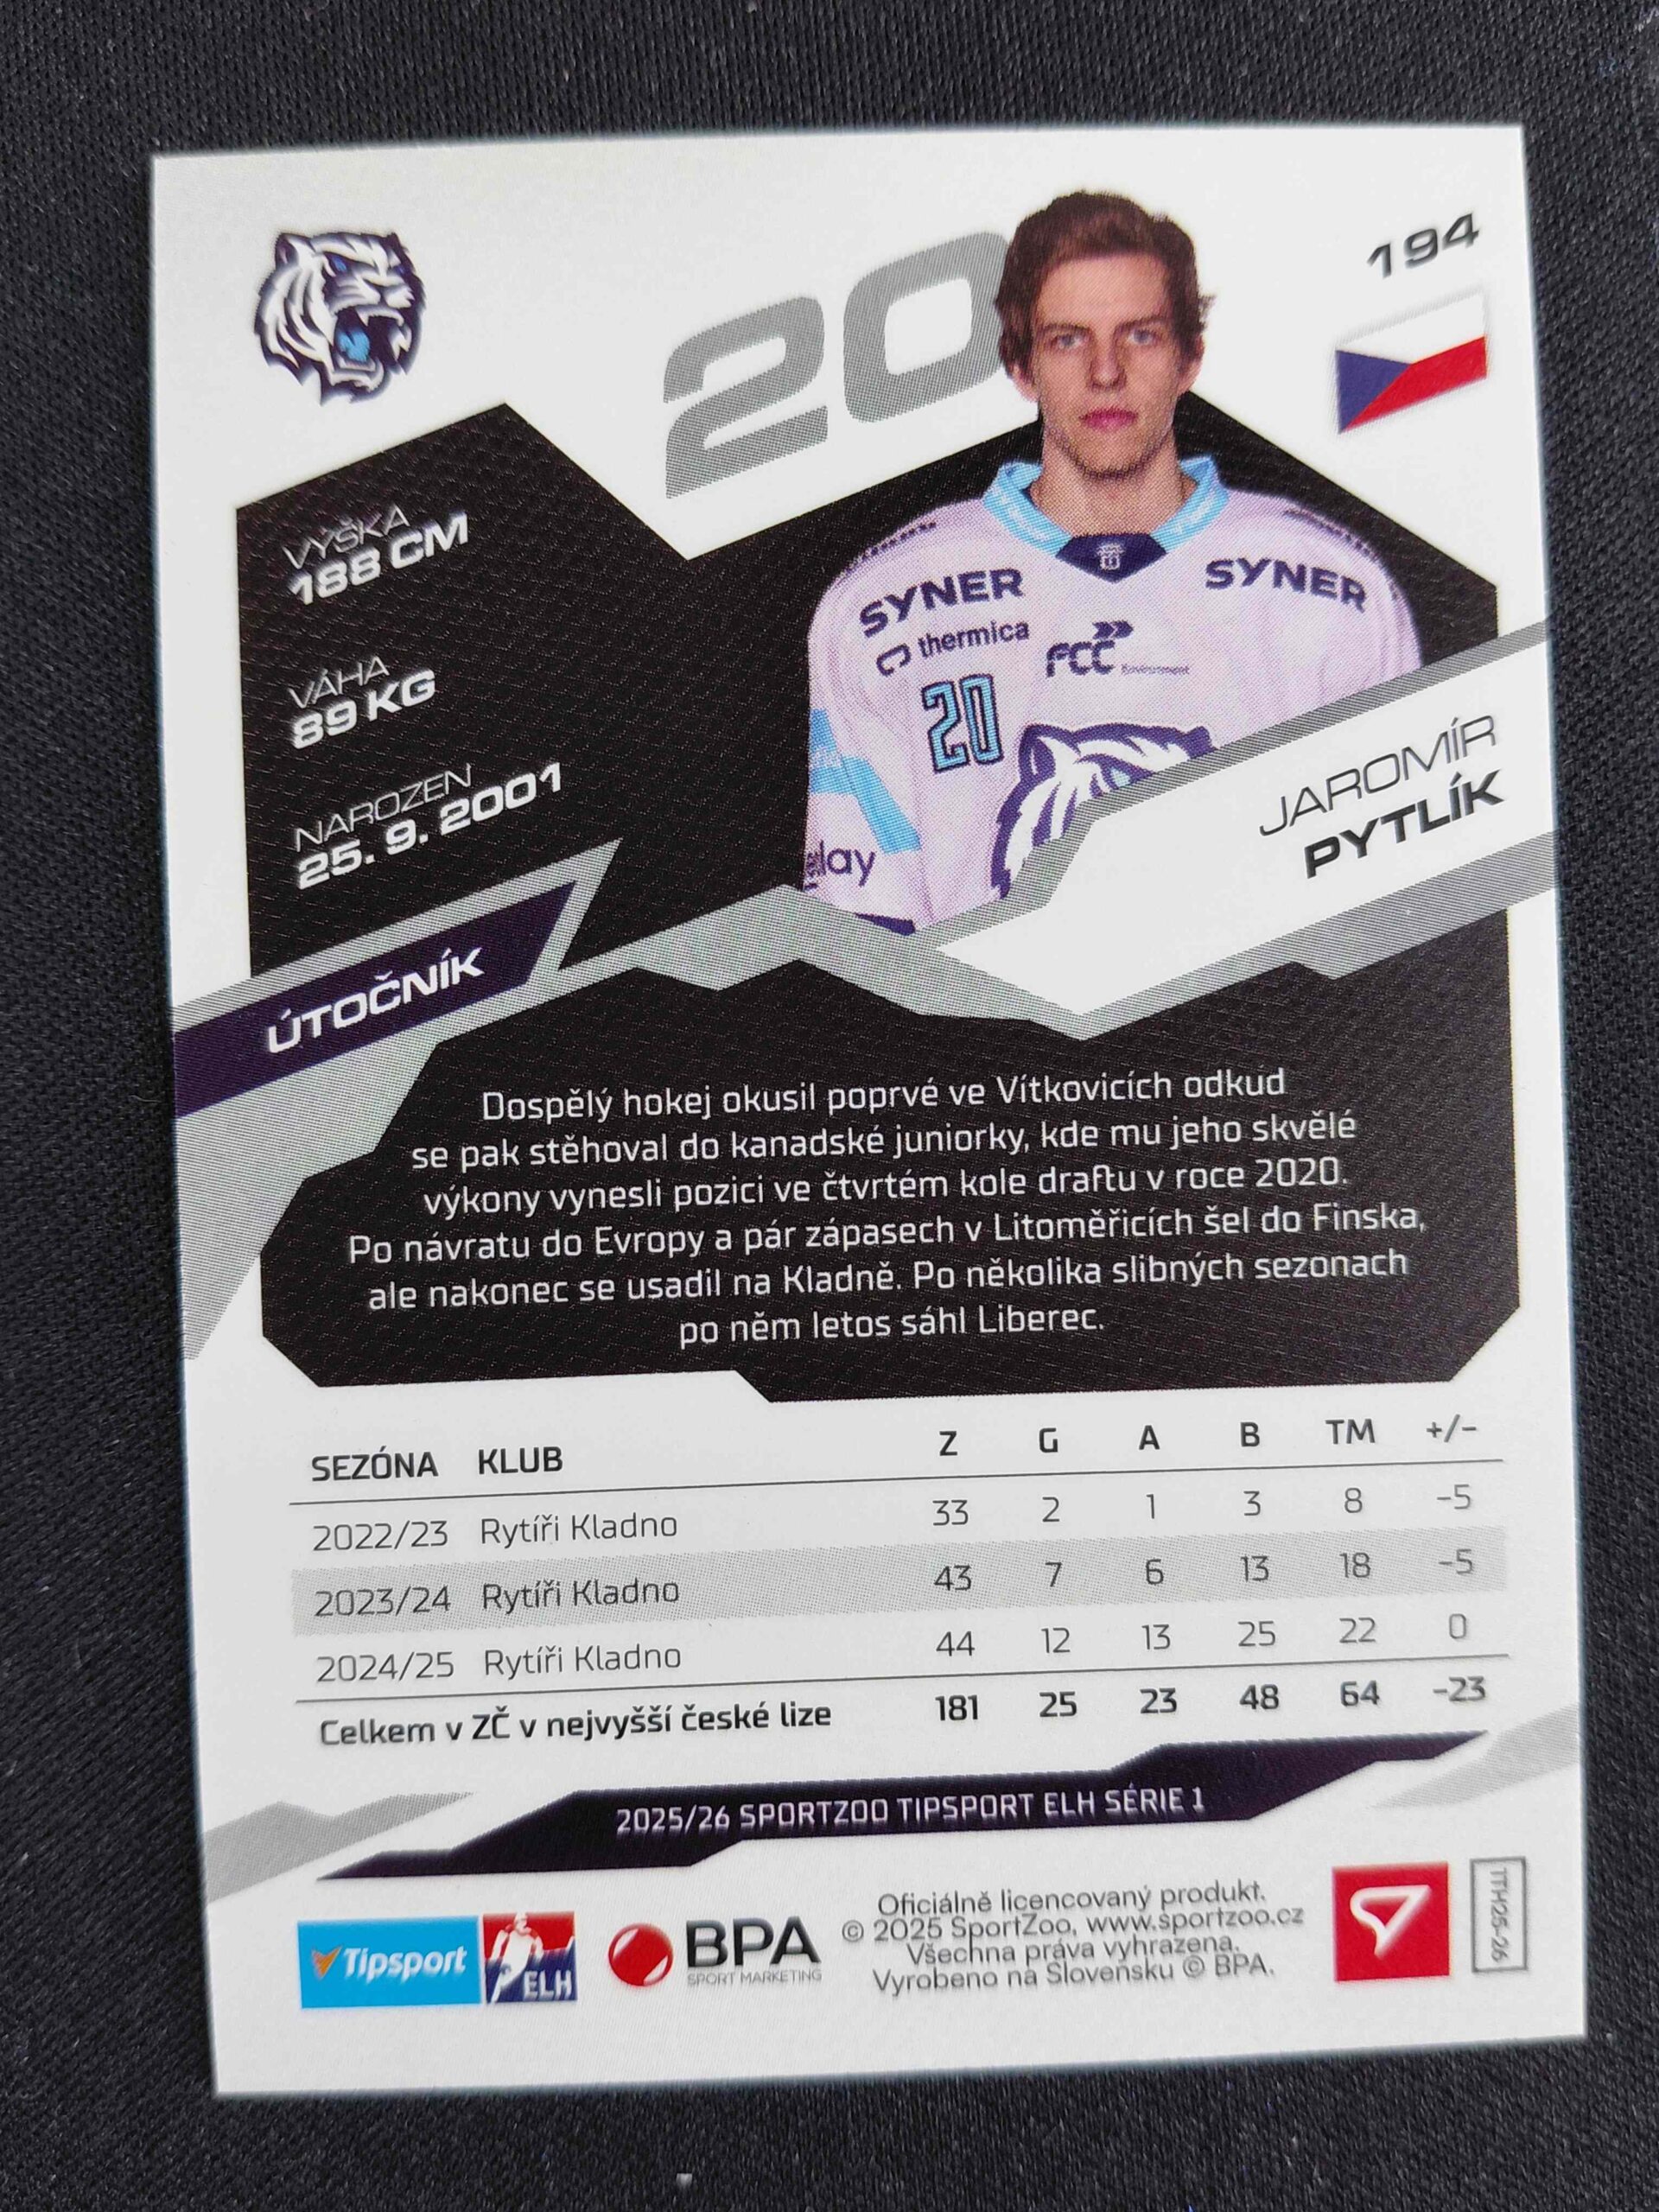 20
194
VÝŠKA
188 CM
VÁHA
89 KG
NAROZEN
25. 9. 2001
SYNER
SYNER
thermica
FCC
Environment
20
JAROMÍR
PYTLÍK
ÚTOČNÍK
Dospělý hokej okusil poprvé ve Vítkovicích odkud
se pak stěhoval do kanadské juniorky, kde mu jeho skvělé
výkony vynesli pozici ve čtvrtém kole draftu v roce 2020.
Po návratu do Evropy a pár zápasech v Litoměřicích šel do Finska,
ale nakonec se usadil na Kladně. Po několika slibných sezonach
po něm letos sáhl Liberec.
SEZÓNA KLUB Z G A B TM +/-
2022/23 Rytíři Kladno 33 2 1 3 8 -5
2023/24 Rytíři Kladno 43 7 6 13 18 -5
2024/25 Rytíři Kladno 44 12 13 25 22 0
Celkem v ZČ v nejvyšší české lize 181 25 23 48 64 -23
2025/26 SPORTZOO TIPSPORT ELH SÉRIE 1
Tipsport
ELH
BPA
SPORT MARKETING
Oficiálně licencovaný produkt.
© 2025 SportZoo, www.sportzoo.cz
Všechna práva vyhrazena.
Vyrobeno na Slovensku © BPA.
TTH25-26